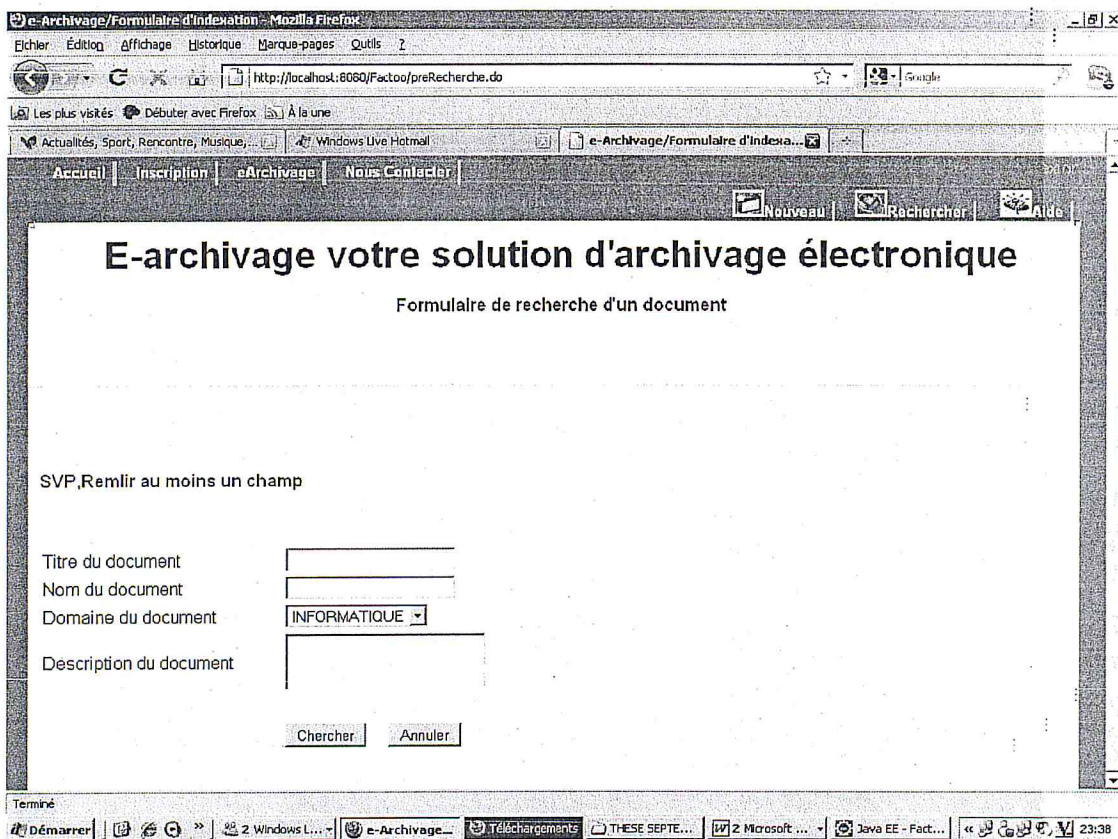 e-Archivage/Formulaire d'Indexation - Mozilla Firefox
Fichier Édition Affichage Historique Marque-pages Outils ?
http://localhost:8080/Factoo/preRecherche.do Google
Les plus visités Débuter avec Firefox À la une
Actualités, Sport, Rencontre, Musique,... Windows Live Hotmail e-Archivage/Formulaire d'Indexa...
Accueil Inscription eArchivage Nous Contacter
Nouveau Rechercher Aide
E-archivage votre solution d'archivage électronique
Formulaire de recherche d'un document
SVP,Remlir au moins un champ
Titre du document
Nom du document
Domaine du document INFORMATIQUE
Description du document
Chercher Annuler
Terminé
Démarrer » 2 Windows L... e-Archivage... Téléchargements THESE SEPTE... 2 Microsoft ... Java EE - Fact... « 23:39